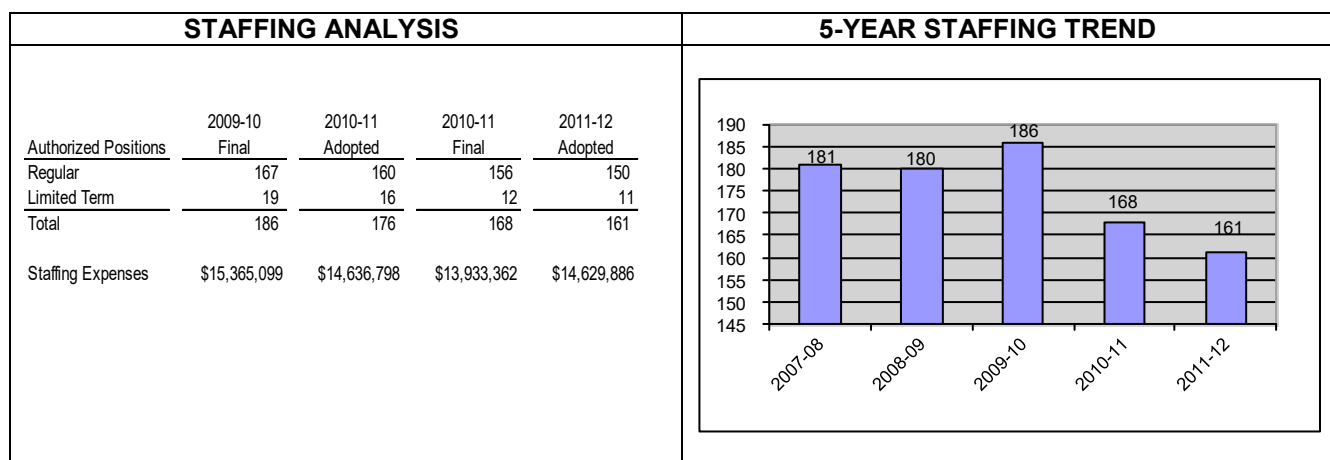 STAFFING ANALYSIS
5-YEAR STAFFING TREND
2009-10 2010-11 2010-11 2011-12
Authorized Positions Final Adopted Final Adopted
Regular 167 160 156 150
Limited Term 19 16 12 11
Total 186 176 168 161
Staffing Expenses $15,365,099 $14,636,798 $13,933,362 $14,629,886
190
185
180
175
170
165
160
155
150
145
181
180
186
168
161
2007-08
2008-09
2009-10
2010-11
2011-12